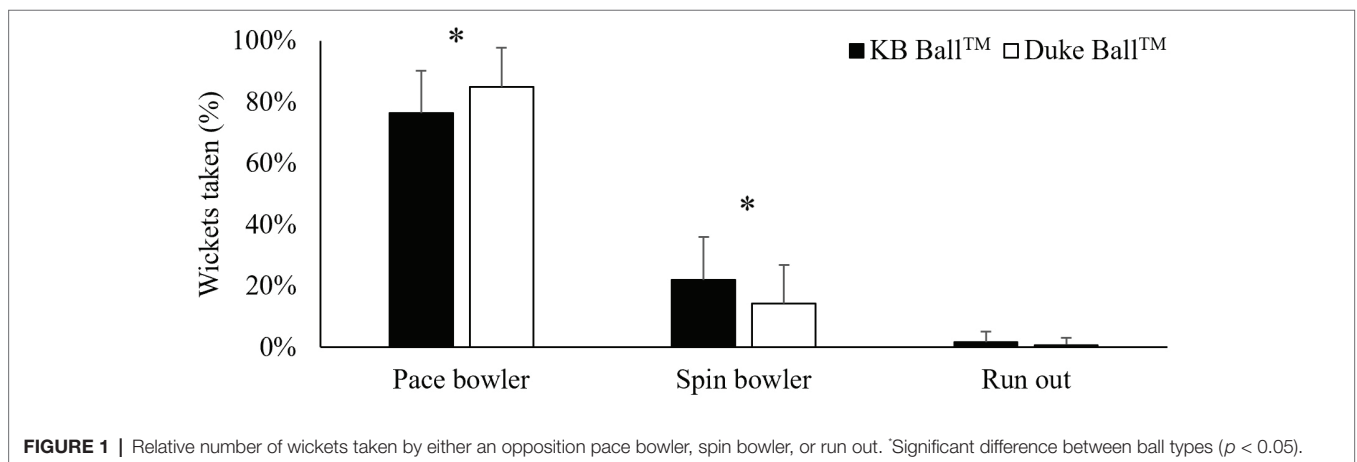 100%
*
■ KB Ball™ □ Duke Ball™
80%
60%
*
40%
20%
0%
Wickets taken (%)
Pace bowler Spin bowler Run out
FIGURE 1 | Relative number of wickets taken by either an opposition pace bowler, spin bowler, or run out. *Significant difference between ball types (p < 0.05).